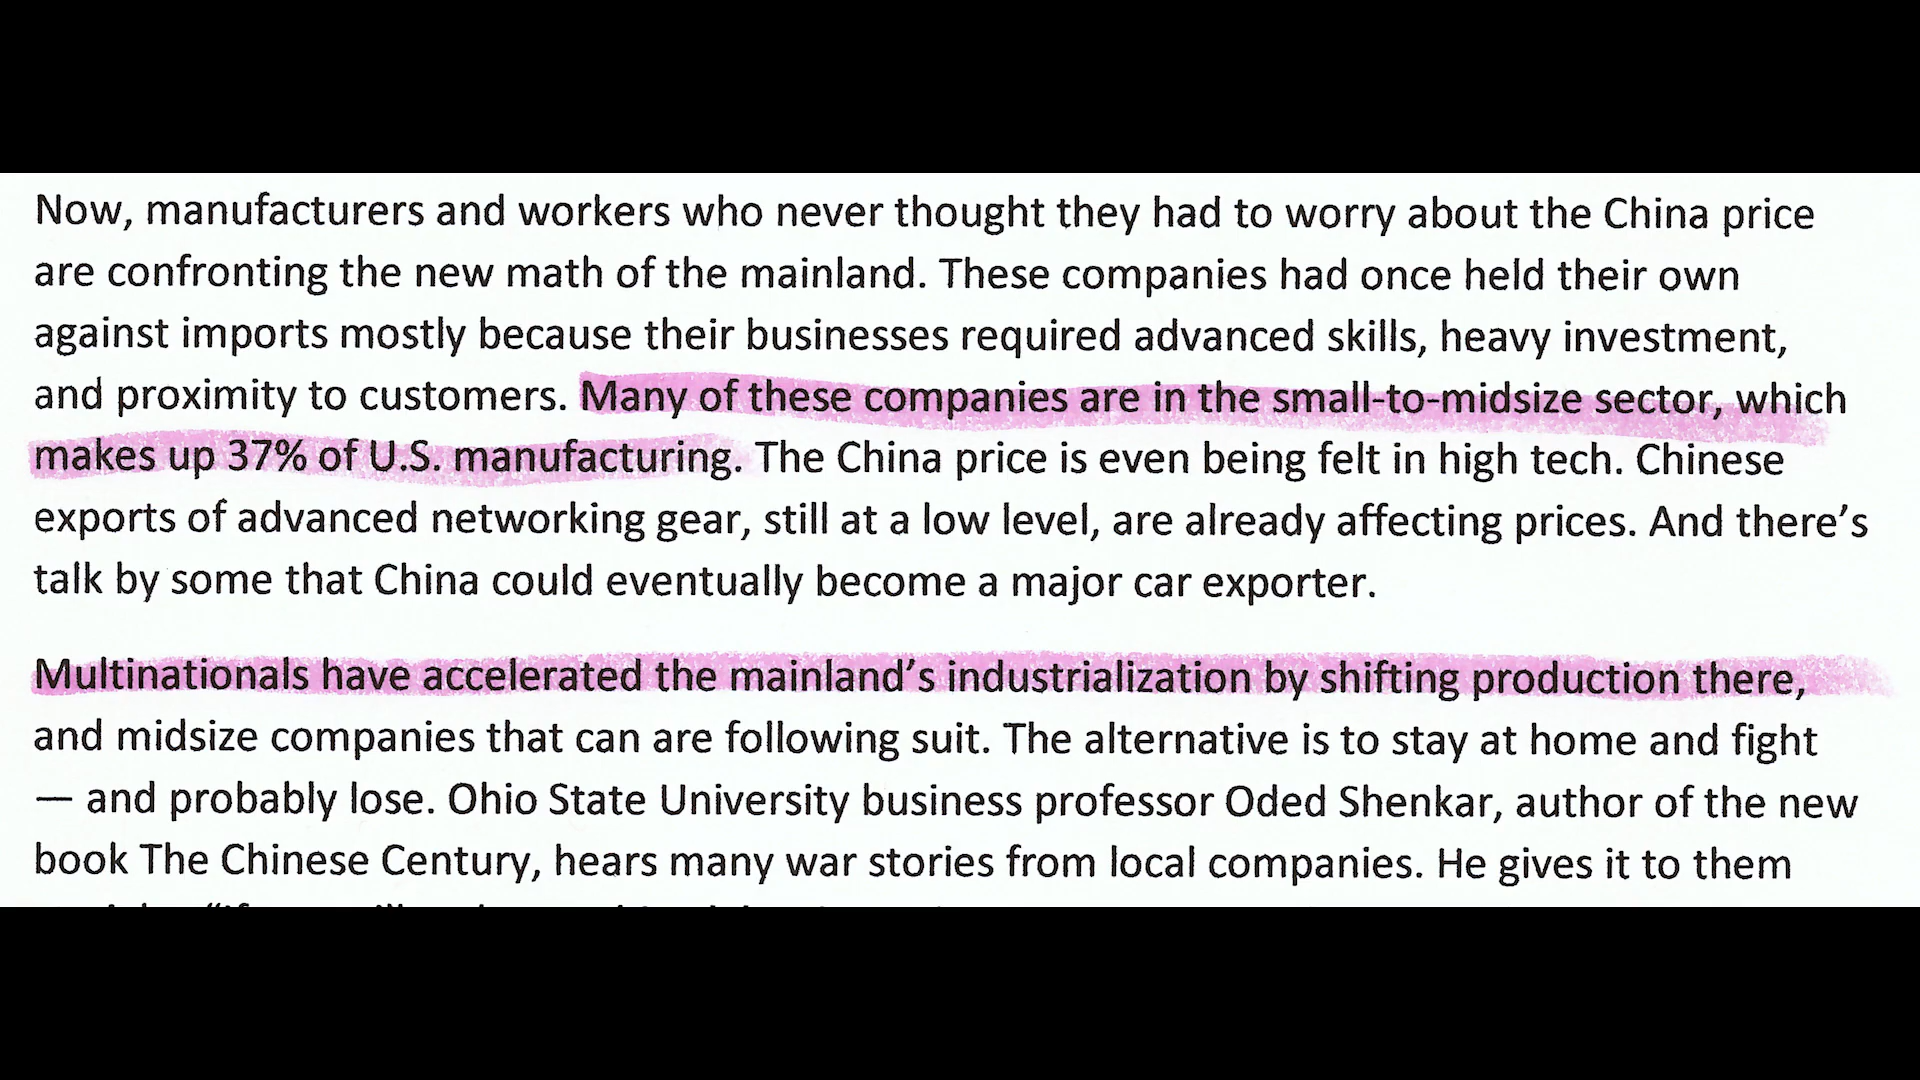 Now, manufacturers and workers who never thought they had to worry about the China price
are confronting the new math of the mainland. These companies had once held their own
against imports mostly because their businesses required advanced skills, heavy investment,
and proximity to customers. Many of these companies are in the small-to-midsize sector, which
makes up 37% of U.S. manufacturing. The China price is even being felt in high tech. Chinese
exports of advanced networking gear, still at a low level, are already affecting prices. And there’s
talk by some that China could eventually become a major car exporter.
Multinationals have accelerated the mainland’s industrialization by shifting production there,
and midsize companies that can are following suit. The alternative is to stay at home and fight
— and probably lose. Ohio State University business professor Oded Shenkar, author of the new
book The Chinese Century, hears many war stories from local companies. He gives it to them